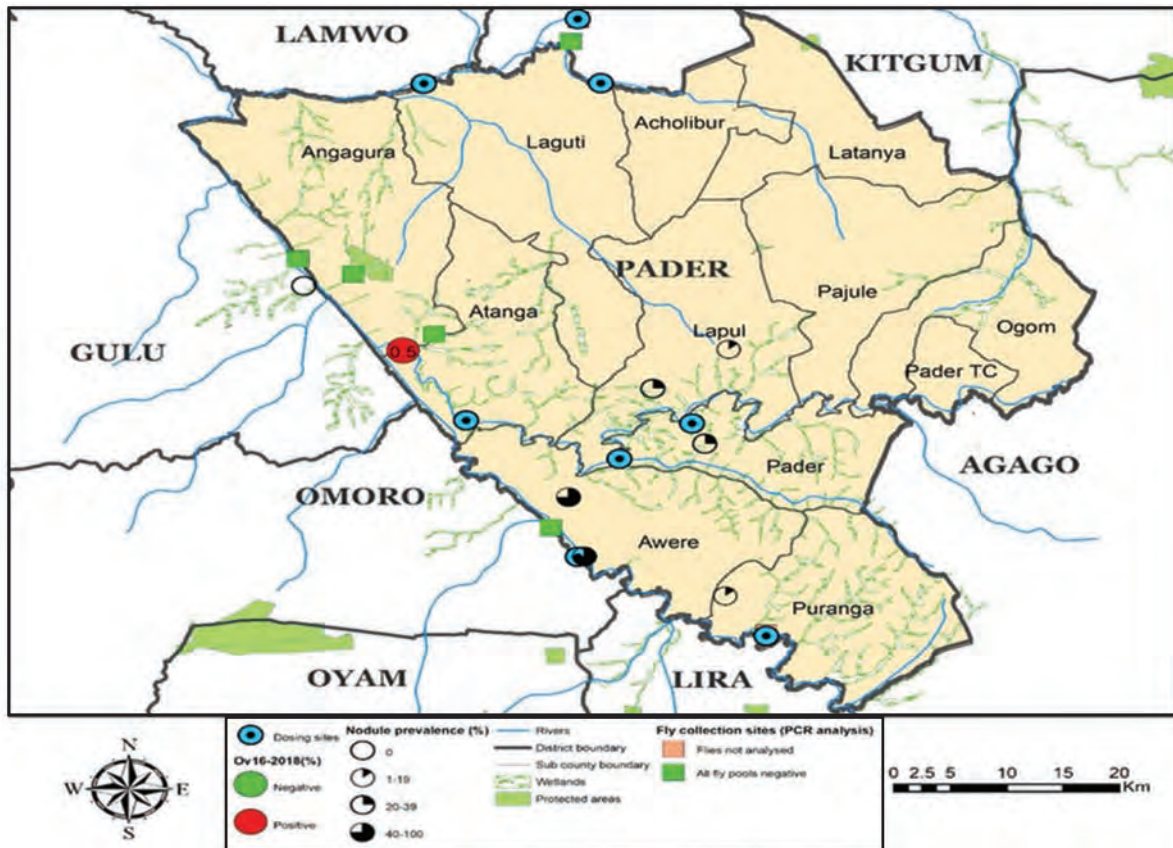 LAMWO
KITGUM
Acholibur
Angagura
Laguti
Latanya
PADER
Pajule
Atanga
Lapul
Ogom
GULU
0.5
Pader TC
AGAGO
Pader
OMORO
Awere
Puranga
OYAM
LIRA
N
W E
S
Dosing sites
Ov16-2018(%)
Negative
Positive
Nodule prevalence (%)
0
1-19
20-39
40-100
Rivers
District boundary
Sub county boundary
Wetlands
Protected areas
Fly collection sites (PCR analysis)
Flies not analysed
All fly pools negative
0 2.5 5 10 15 20
Km